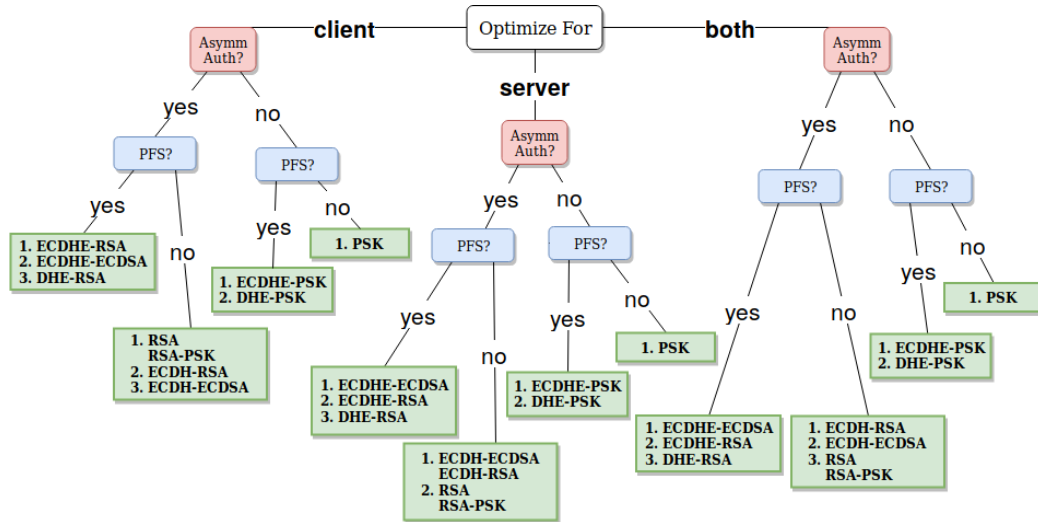 Optimize For
client
server
both
Asymm
Auth?
yes
no
PFS?
PFS?
yes
no
yes
no
1. ECDHE-RSA
2. ECDHE-ECDSA
3. DHE-RSA
1. RSA
RSA-PSK
2. ECDH-RSA
3. ECDH-ECDSA
1. ECDHE-PSK
2. DHE-PSK
1. PSK
Asymm
Auth?
yes
no
PFS?
PFS?
yes
no
yes
no
1. ECDHE-ECDSA
2. ECDHE-RSA
3. DHE-RSA
1. ECDH-ECDSA
ECDH-RSA
2. RSA
RSA-PSK
1. ECDHE-PSK
2. DHE-PSK
1. PSK
Asymm
Auth?
yes
no
PFS?
PFS?
yes
no
yes
no
1. ECDHE-ECDSA
2. ECDHE-RSA
3. DHE-RSA
1. ECDH-RSA
2. ECDH-ECDSA
3. RSA
RSA-PSK
1. ECDHE-PSK
2. DHE-PSK
1. PSK